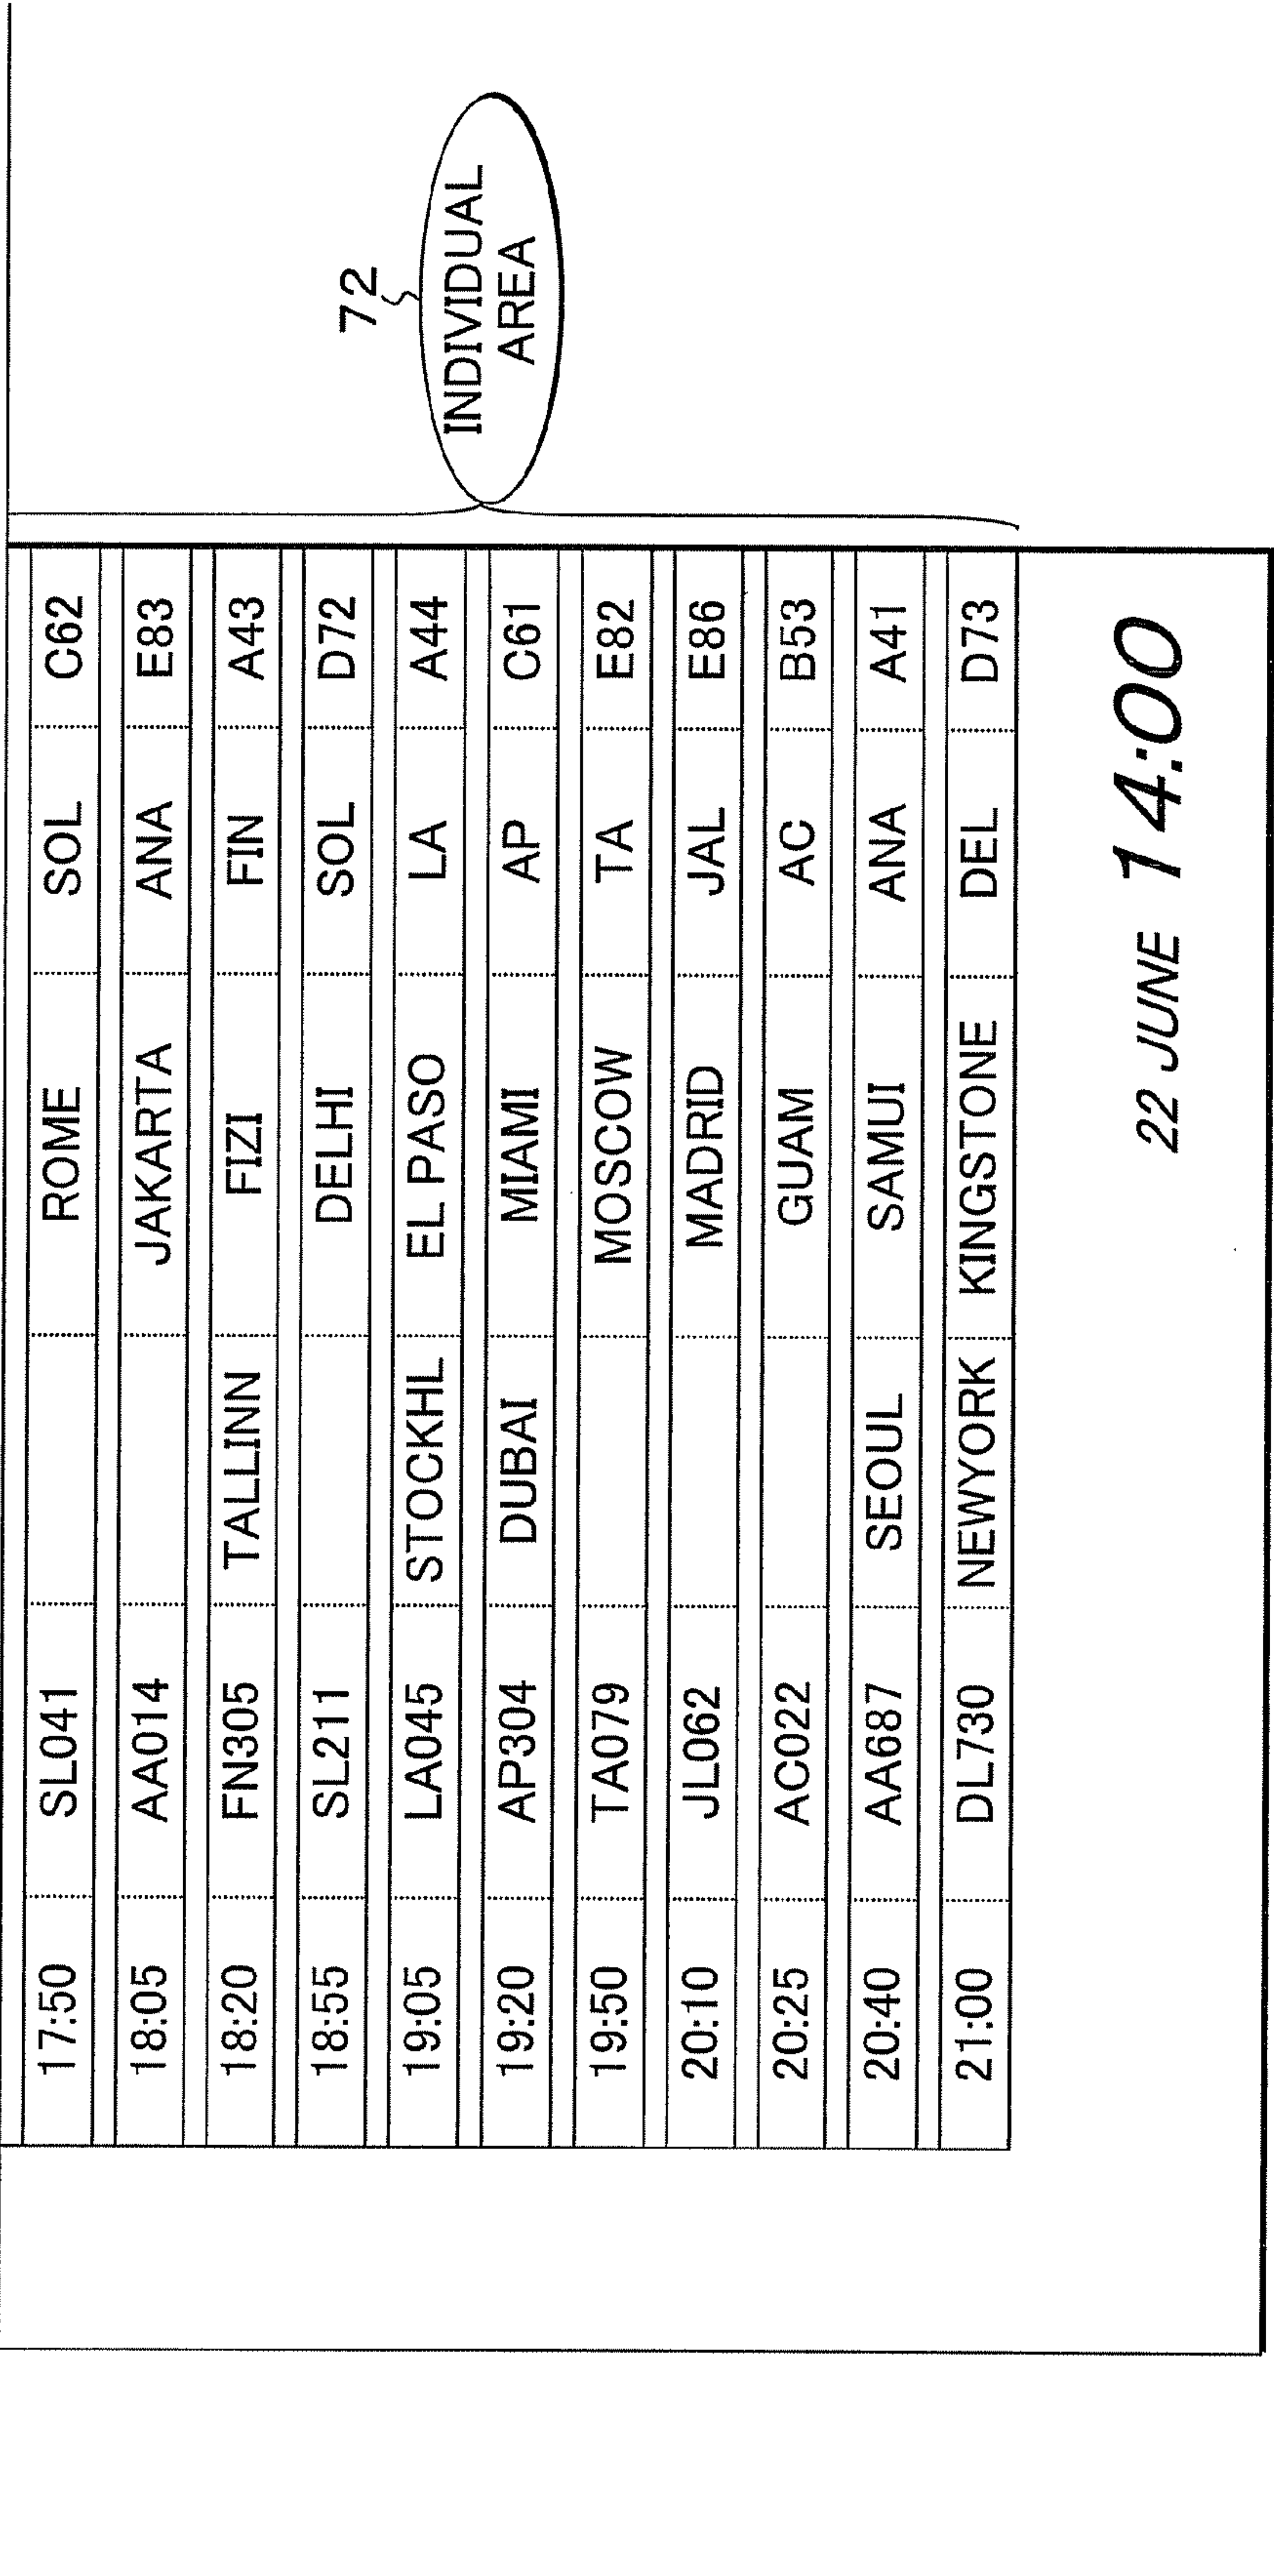 17:50 SL041 ROME SOL C62
18:05 AA014 JAKARTA ANA E83
18:20 FN305 TALLINN FIZI FIN A43
18:55 SL211 DELHI SOL D72
19:05 LA045 STOCKHL EL PASO LA A44
19:20 AP304 DUBAI MIAMI AP C61
19:50 TA079 MOSCOW TA E82
20:10 JL062 MADRID JAL E86
20:25 AC022 GUAM AC B53
20:40 AA687 SEOUL SAMUI ANA A41
21:00 DL730 NEWYORK KINGSTONE DEL D73
22 JUNE 14:00
72
INDIVIDUAL
AREA